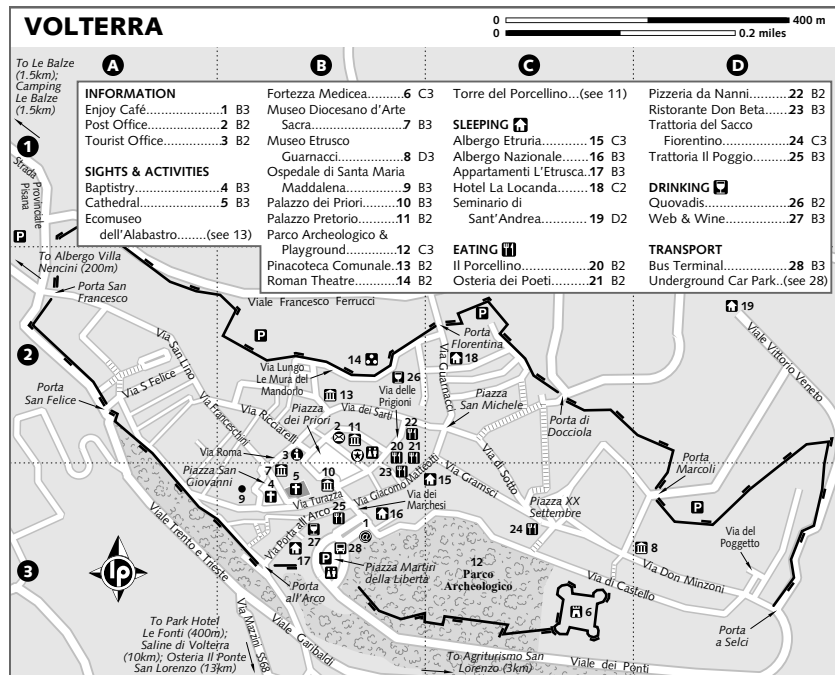 VOLTERRA
0 400 m
0 0.2 miles
A B C D
1
2
3
To Le Balze
(1.5km);
Camping
Le Balze
(1.5km)
INFORMATION
Enjoy Café..................1 B3
Post Office..................2 B2
Tourist Office..............3 B2
SIGHTS & ACTIVITIES
Baptistry.....................4 B3
Cathedral....................5 B3
Ecomuseo
dell'Alabastro........(see 13)
Fortezza Medicea.........6 C3
Museo Diocesano d'Arte
Sacra.....................7 B3
Museo Etrusco
Guarnacci...............8 D3
Ospedale di Santa Maria
Maddalena..............9 B3
Palazzo dei Priori........10 B3
Palazzo Pretorio.........11 B2
Parco Archeologico &
Playground.............12 C3
Pinacoteca Comunale.13 B2
Roman Theatre..........14 B2
Torre del Porcellino...(see 11)
SLEEPING
Albergo Etruria...........15 C3
Albergo Nazionale......16 B3
Appartamenti L'Etrusca.17 B3
Hotel La Locanda........18 C2
Seminario di
Sant'Andrea............19 D2
EATING
Il Porcellino...............20 B2
Osteria dei Poeti........21 B2
Pizzeria da Nanni........22 B2
Ristorante Don Beta....23 B3
Trattoria del Sacco
Fiorentino...............24 C3
Trattoria Il Poggio.......25 B3
DRINKING
Quovadis..................26 B2
Web & Wine..............27 B3
TRANSPORT
Bus Terminal..............28 B3
Underground Car Park..(see 28)
Strada
Provinciale
Pisana
P
To Albergo Villa
Nencini (200m)
Porta San
Francesco
Viale Francesco Ferrucci
P
P
Porta
Fiorentina
19
Viale Vittorio Veneto
Via San Lino
Via S Felice
Porta
San Felice
Via Franceschini
Via Ricciarelli
14
Via Lungo
Le Mura del
Mandorlo
26
18
Via Guarnacci
13
Via delle
Prigioni
Via dei Sarti
Piazza
San Michele
Piazza
dei Priori
2 11
22
20 21
23
Porta di
Docciola
Via di Sotto
Via Roma
3
7
Piazza San
Giovanni
4
5
10
9
Via Turazza
Via Giacomo Matteotti
15
Via Gramsci
Via dei
Marchesi
Porta
Marcoli
P
Piazza XX
Settembre
24
25
16
1
Via Porta all'Arco
27
28
17
P
Piazza Martiri
della Libertà
Porta
all'Arco
12
Parco
Archeologico
8
Via del
Poggetto
Via Don Minzoni
Via di Castello
6
Porta
a Selci
Viale Trento e Trieste
lp
To Park Hotel
Le Fonti (400m);
Saline di Volterra
(10km); Osteria Il Ponte
San Lorenzo (13km)
Via Mazzini SS68
Viale Garibaldi
To Agriturismo San
Lorenzo (3km)
Viale dei Ponti